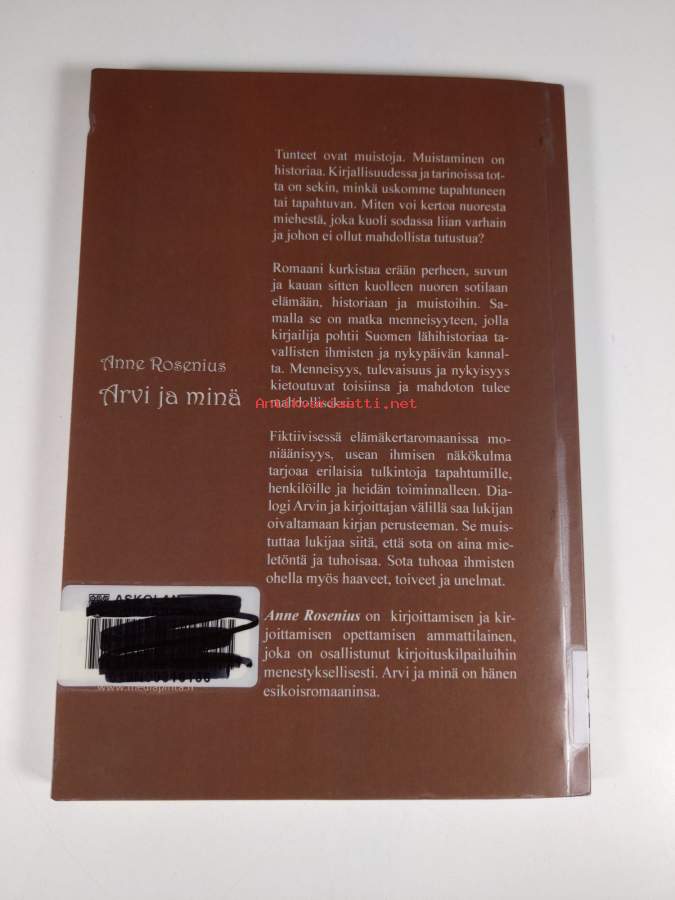 Tunteet ovat muistoja. Muistaminen on
historiaa. Kirjallisuudessa ja tarinoissa tot-
ta on sekin, minkä uskomme tapahtuneen
tai tapahtuvan. Miten voi kertoa nuoresta
miehestä, joka kuoli sodassa liian varhain
ja johon ei ollut mahdollista tutustua?
Romaani kurkistaa erään perheen, suvun
ja kauan sitten kuolleen nuoren sotilaan
elämään, historiaan ja muistoihin. Sa-
malla se on matka menneisyyteen, jolla
kirjailija pohtii Suomen lähihistoriaa ta-
vallisten ihmisten ja nykypäivän kannal-
ta. Menneisyys, tulevaisuus ja nykyisyys
kietoutuvat toisiinsa ja mahdoton tulee
mahdolliseksi.
Anne Rosenius
Arvi ja minä
Antikvariaatti.net
Fiktiivisessä elämäkertaromaanissa mo-
niäänisyys, usean ihmisen näkökulma
tarjoaa erilaisia tulkintoja tapahtumille,
henkilöille ja heidän toiminnalleen. Dia-
logi Arvin ja kirjoittajan välillä saa lukijan
oivaltamaan kirjan perusteeman. Se muis-
tuttaa lukijaa siitä, että sota on aina mie-
letöntä ja tuhoisaa. Sota tuhoaa ihmisten
ohella myös haaveet, toiveet ja unelmat.
Anne Rosenius on kirjoittamisen ja kir-
joittamisen opettamisen ammattilainen,
joka on osallistunut kirjoituskilpailuihin
menestyksellisesti. Arvi ja minä on hänen
esikoisromaaninsa.
www.mediapinta.fi